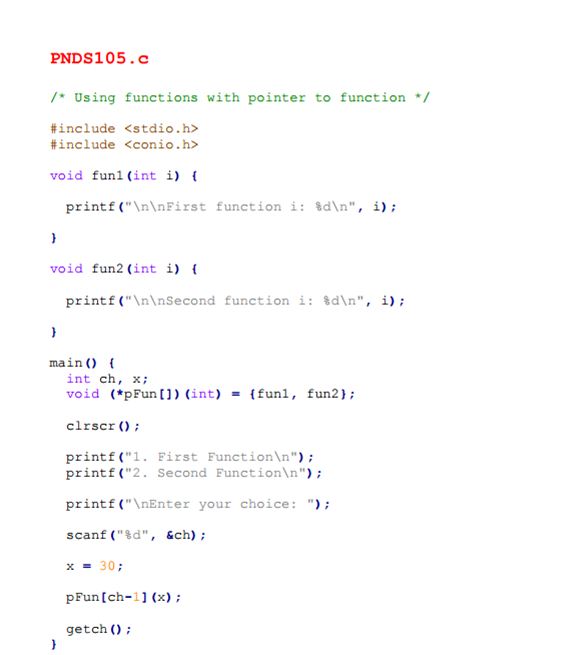 PNDS105.c
/* Using functions with pointer to function */
#include <stdio.h>
#include <conio.h>
void fun1(int i) {
  printf("\n\nFirst function i: %d\n", i);
}
void fun2(int i) {
  printf("\n\nSecond function i: %d\n", i);
}
main() {
  int ch, x;
  void (*pFun[])(int) = {fun1, fun2};
  clrscr();
  printf("1. First Function\n");
  printf("2. Second Function\n");
  printf("\nEnter your choice: ");
  scanf("%d", &ch);
  x = 30;
  pFun[ch-1](x);
  getch();
}